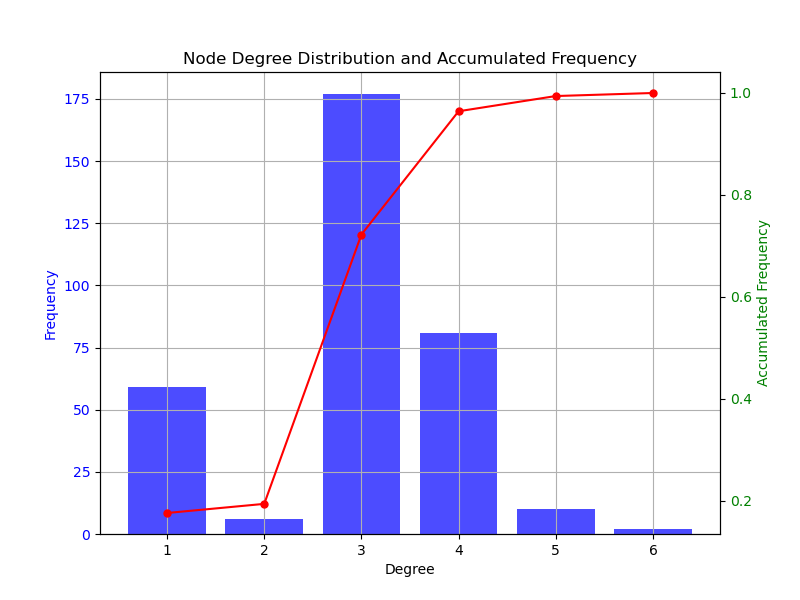 Node Degree Distribution and Accumulated Frequency
175
150
125
100
75
50
25
0
Frequency
1.0
0.8
0.6
0.4
0.2
Accumulated Frequency
1 2 3 4 5 6
Degree